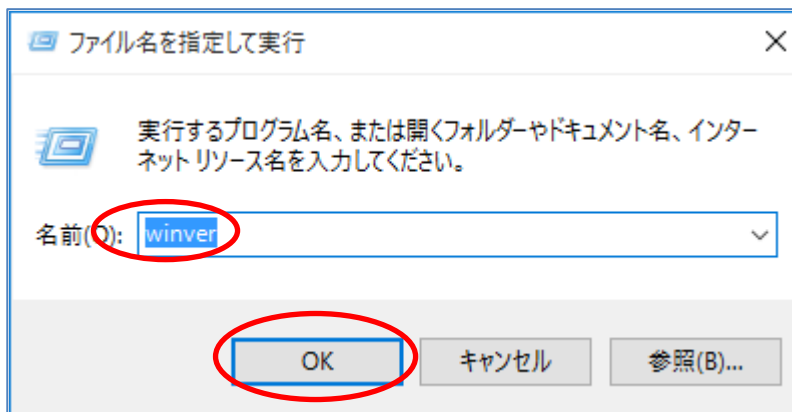 ファイル名を指定して実行
実行するプログラム名、または開くフォルダーやドキュメント名、インター
ネット リソース名を入力してください。
名前(O): winver
OK キャンセル 参照(B)...